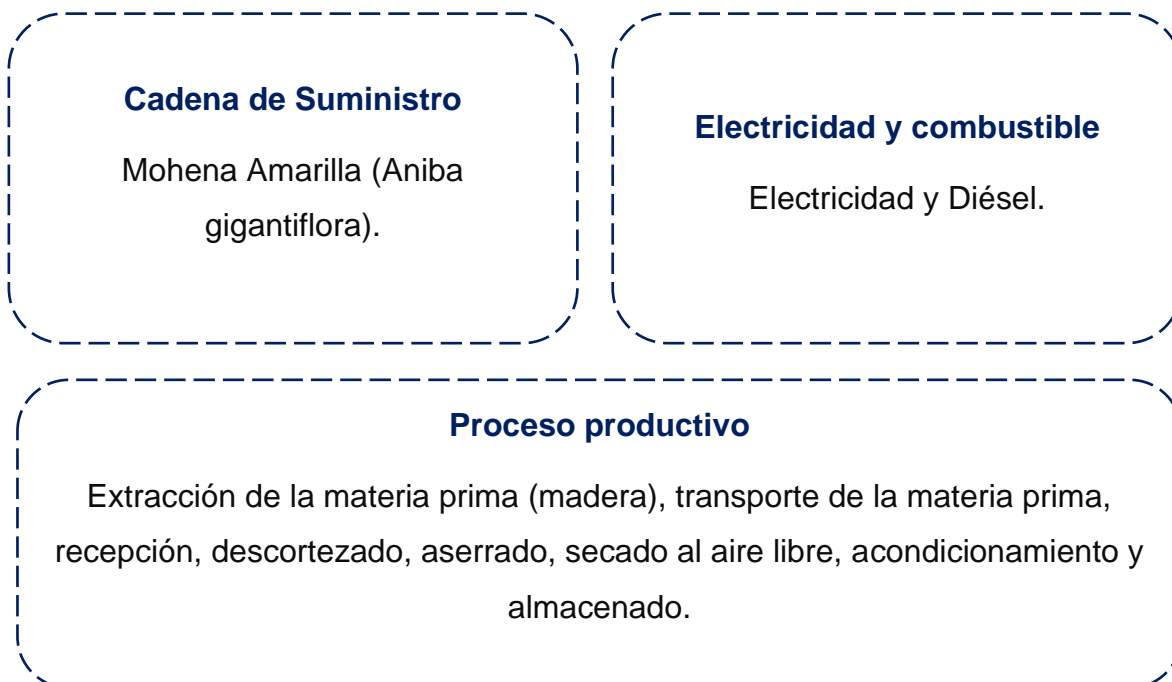 Cadena de Suministro
Mohena Amarilla (Aniba
gigantiflora).
Electricidad y combustible
Electricidad y Diésel.
Proceso productivo
Extracción de la materia prima (madera), transporte de la materia prima,
recepción, descortezado, aserrado, secado al aire libre, acondicionamiento y
almacenado.